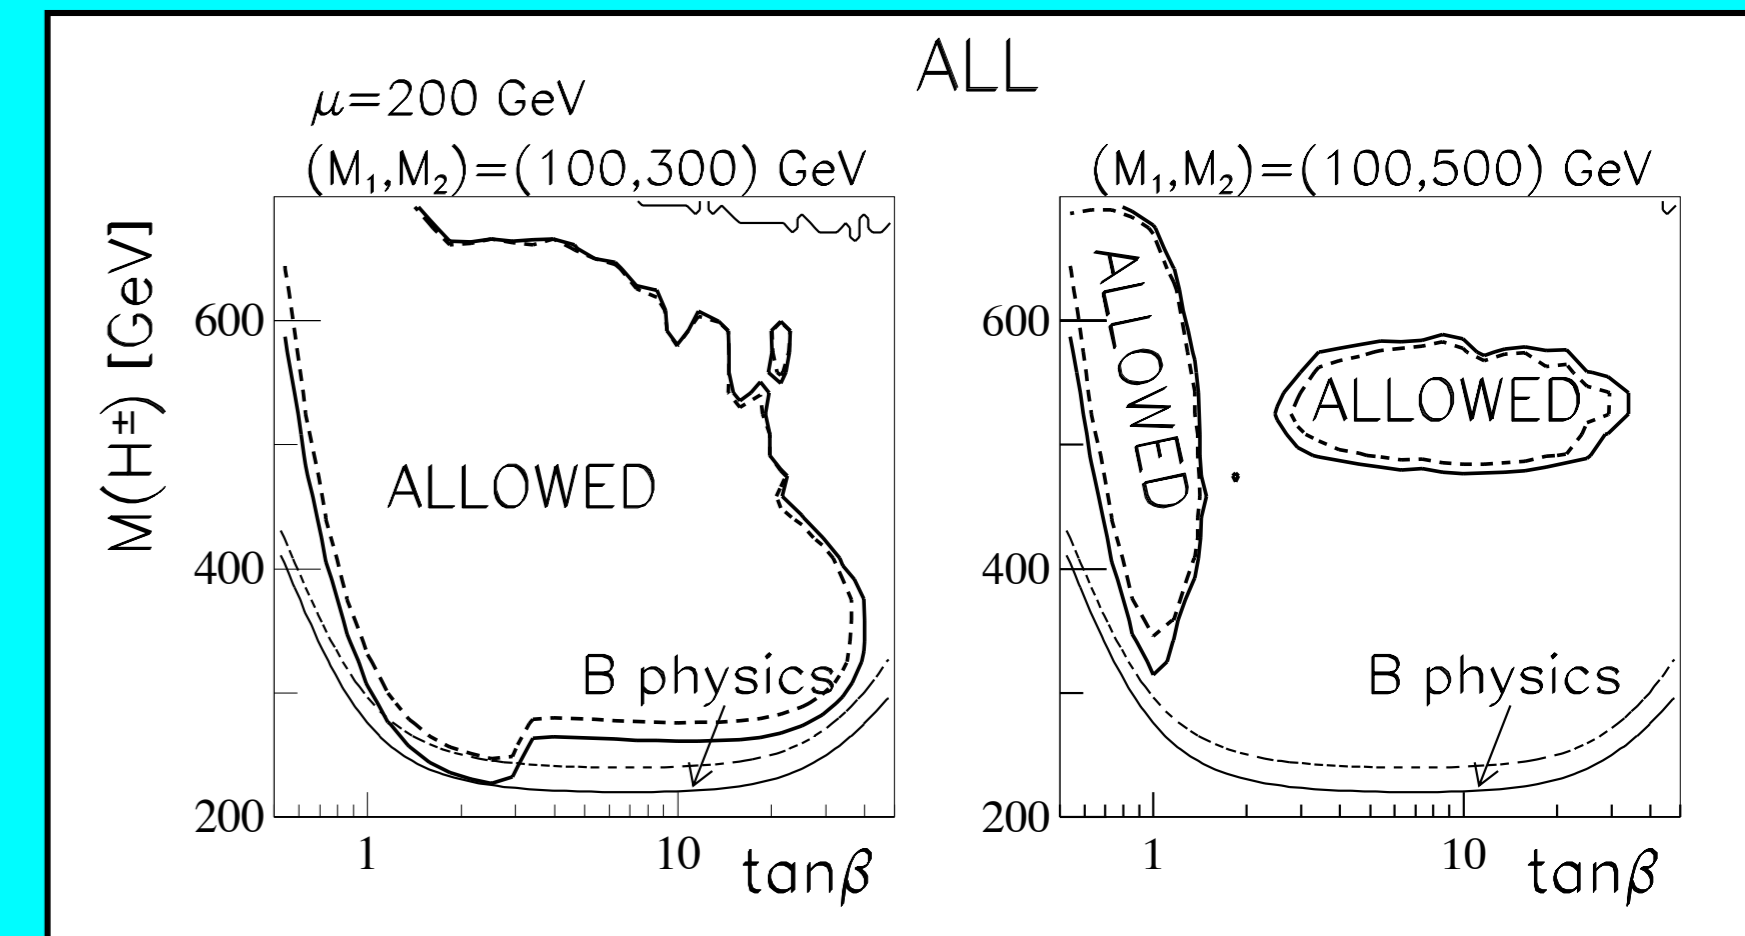 ALL
μ=200 GeV
(M₁,M₂)=(100,300) GeV
(M₁,M₂)=(100,500) GeV
M(H±) [GeV]
600
400
200
1
10
tanβ
ALLOWED
B physics
600
400
200
1
10
tanβ
ALLOWED
ALLOWED
B physics